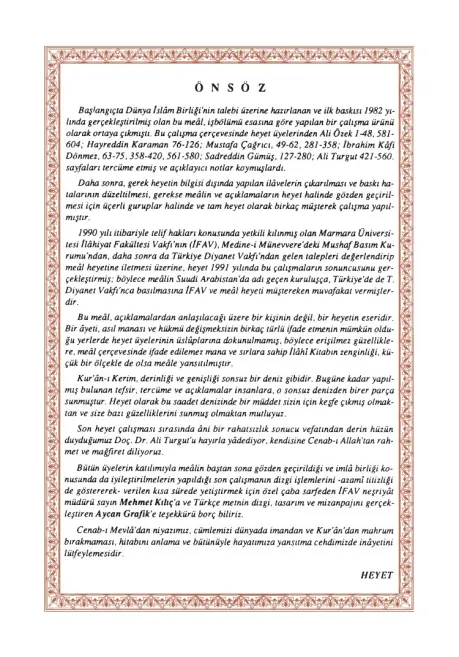 Ö N S Ö Z
Başlangıçta Dünya İslâm Birliği'nin talebi üzerine hazırlanan ve ilk baskısı 1982 yı-
lında gerçekleştirilmiş olan bu meâl, işbölümü esasına göre yapılan bir çalışma ürünü
olarak ortaya çıkmıştı. Bu çalışma çerçevesinde heyet üyelerinden Ali Özek 1-48, 581-
604; Hayreddin Karaman 76-126; Mustafa Çağrıcı, 49-62, 281-358; İbrahim Kâfi
Dönmez, 63-75, 358-420, 561-580; Sadreddin Gümüş, 127-280; Ali Turgut 421-560.
sayfaları tercüme etmiş ve açıklayıcı notlar koymuşlardı.
Daha sonra, gerek heyetin bilgisi dışında yapılan ilâvelerin çıkarılması ve baskı ha-
talarının düzeltilmesi, gerekse meâlin ve açıklamaların heyet halinde gözden geçiril-
mesi için üçerli guruplar halinde ve tam heyet olarak birkaç müşterek çalışma yapıl-
mıştır.
1990 yılı itibariyle telif hakları konusunda yetkili kılınmış olan Marmara Üniversi-
tesi İlâhiyat Fakültesi Vakfı'nın (İFAV), Medine-i Münevvere'deki Mushaf Basım Ku-
rumu'ndan, daha sonra da Türkiye Diyanet Vakfı'ndan gelen talepleri değerlendirip
meâl heyetine iletmesi üzerine, heyet 1991 yılında bu çalışmaların sonuncusunu ger-
çekleştirmiş; böylece meâlin Suudi Arabistan'da adı geçen kuruluşça, Türkiye'de de T.
Diyanet Vakfı'nca basılmasına İFAV ve meâl heyeti müştereken muvafakat vermişler-
dir.
Bu meâl, açıklamalardan anlaşılacağı üzere bir kişinin değil, bir heyetin eseridir.
Bir âyeti, asıl manası ve hükmü değişmeksizin birkaç türlü ifade etmenin mümkün oldu-
ğu yerlerde heyet üyelerinin üslûplarına dokunulmamış, böylece erişilmez güzellikle-
re, meâl çerçevesinde ifade edilemez mana ve sırlara sahip İlâhî Kitabın zenginliği, kü-
çük bir ölçekle de olsa meâle yansıtılmıştır.
Kur'ân-ı Kerim, derinliği ve genişliği sonsuz bir deniz gibidir. Bugüne kadar yapıl-
mış bulunan tefsir, tercüme ve açıklamalar insanlara, o sonsuz denizden birer parça
sunmuştur. Heyet olarak bu saadet denizinde bir müddet sizin için keşfe çıkmış olmak-
tan ve size bazı güzelliklerini sunmuş olmaktan mutluyuz.
Son heyet çalışması sırasında âni bir rahatsızlık sonucu vefatından derin hüzün
duyduğumuz Doç. Dr. Ali Turgut'u hayırla yâdediyor, kendisine Cenab-ı Allah'tan rah-
met ve mağfiret diliyoruz.
Bütün üyelerin katılımıyla meâlin baştan sona gözden geçirildiği ve imlâ birliği ko-
nusunda da iyileştirilmelerin yapıldığı son çalışmanın dizgi işlemlerini -azamî titizliği
de göstererek- verilen kısa sürede yetiştirmek için özel çaba sarfeden İFAV neşriyât
müdürü sayın Mehmet Kılıç'a ve Türkçe metnin dizgi, tasarım ve mizanpajını gerçek-
leştiren Aycan Grafik'e teşekkürü borç biliriz.
Cenab-ı Mevlâ'dan niyazımız, cümlemizi dünyada imandan ve Kur'ân'dan mahrum
bırakmaması, hitabını anlama ve bütünüyle hayatımıza yansıtma cehdimizde inâyetini
lütfeylemesidir.
HEYET